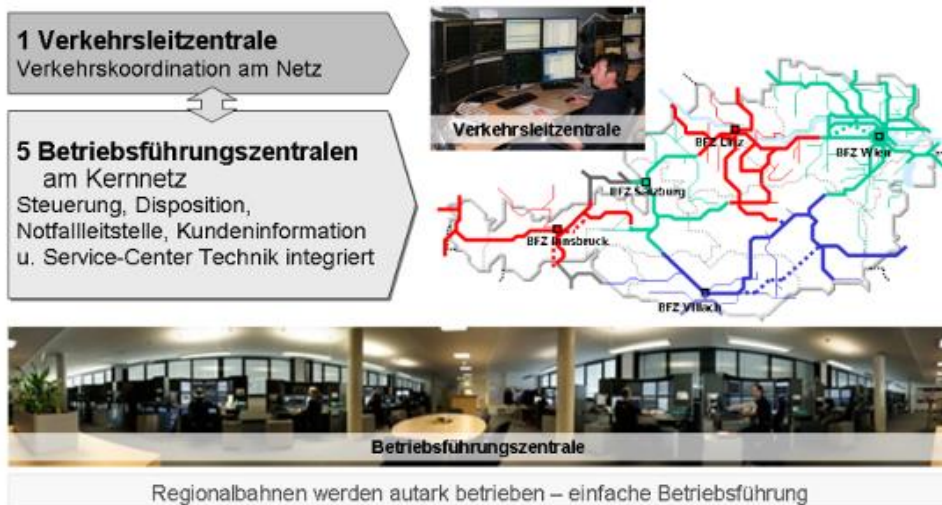 1 Verkehrsleitzentrale
Verkehrskoordination am Netz
5 Betriebsführungszentralen
am Kernnetz
Steuerung, Disposition,
Notfallleitstelle, Kundeninformation
u. Service-Center Technik integriert
Verkehrsleitzentrale
BFZ Linz
BFZ Wien
BFZ Salzburg
BFZ Innsbruck
BFZ Villach
Betriebsführungszentrale
Regionalbahnen werden autark betrieben – einfache Betriebsführung